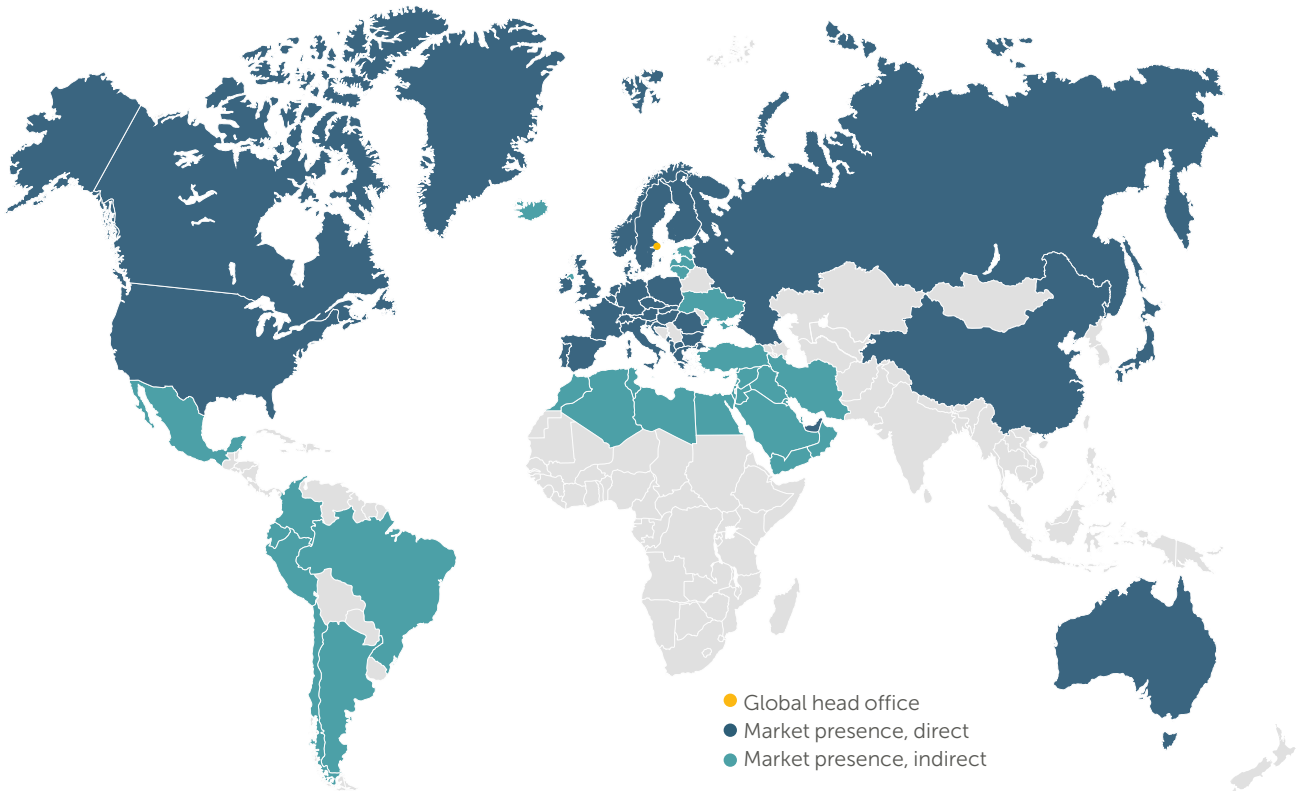 Global head office
Market presence, direct
Market presence, indirect